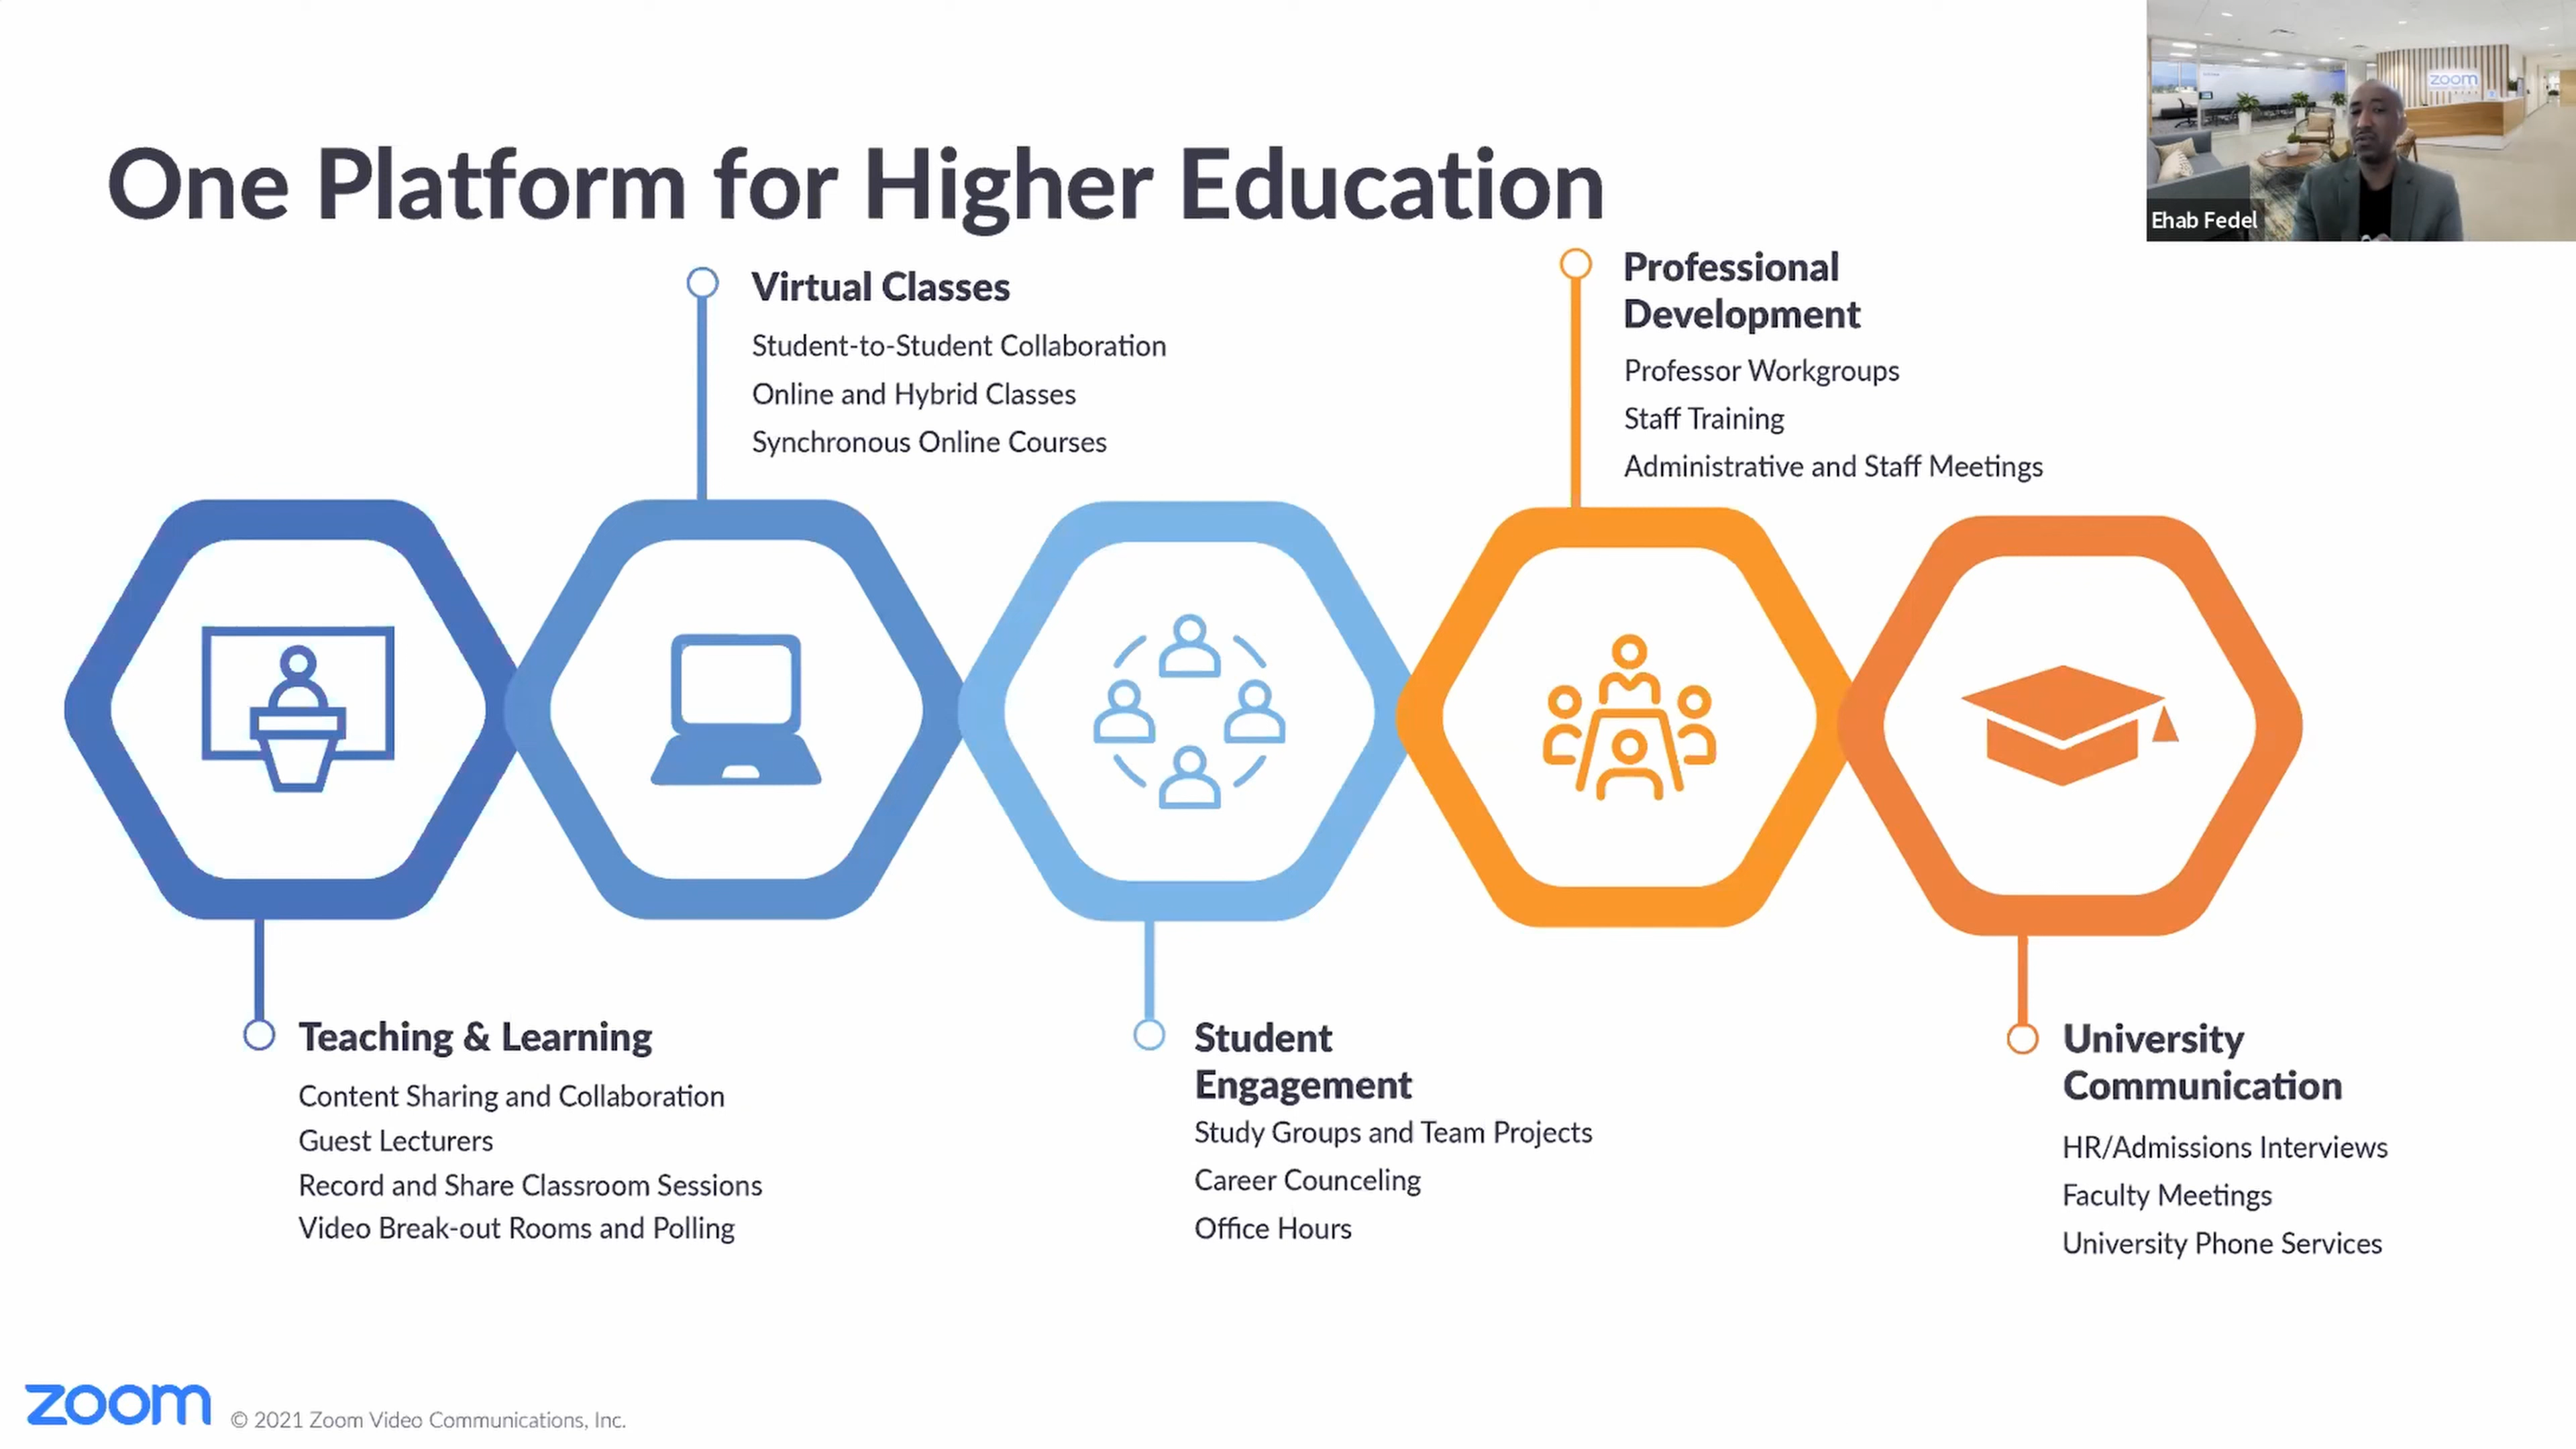 zoom
Ehab Fedel
One Platform for Higher Education
Virtual Classes
Student-to-Student Collaboration
Online and Hybrid Classes
Synchronous Online Courses
Professional
Development
Professor Workgroups
Staff Training
Administrative and Staff Meetings
Teaching & Learning
Content Sharing and Collaboration
Guest Lecturers
Record and Share Classroom Sessions
Video Break-out Rooms and Polling
Student
Engagement
Study Groups and Team Projects
Career Counceling
Office Hours
University
Communication
HR/Admissions Interviews
Faculty Meetings
University Phone Services
zoom
© 2021 Zoom Video Communications, Inc.